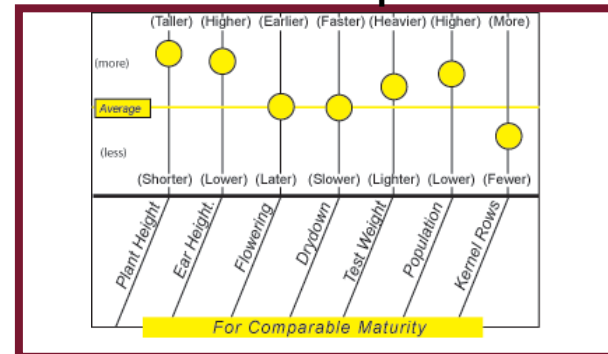 (Taller) (Higher) (Earlier) (Faster) (Heavier) (Higher) (More)
(more)
Average
(less)
(Shorter) (Lower) (Later) (Slower) (Lighter) (Lower) (Fewer)
Plant Height
Ear Height.
Flowering
Drydown
Test Weight
Population
Kernel Rows
For Comparable Maturity